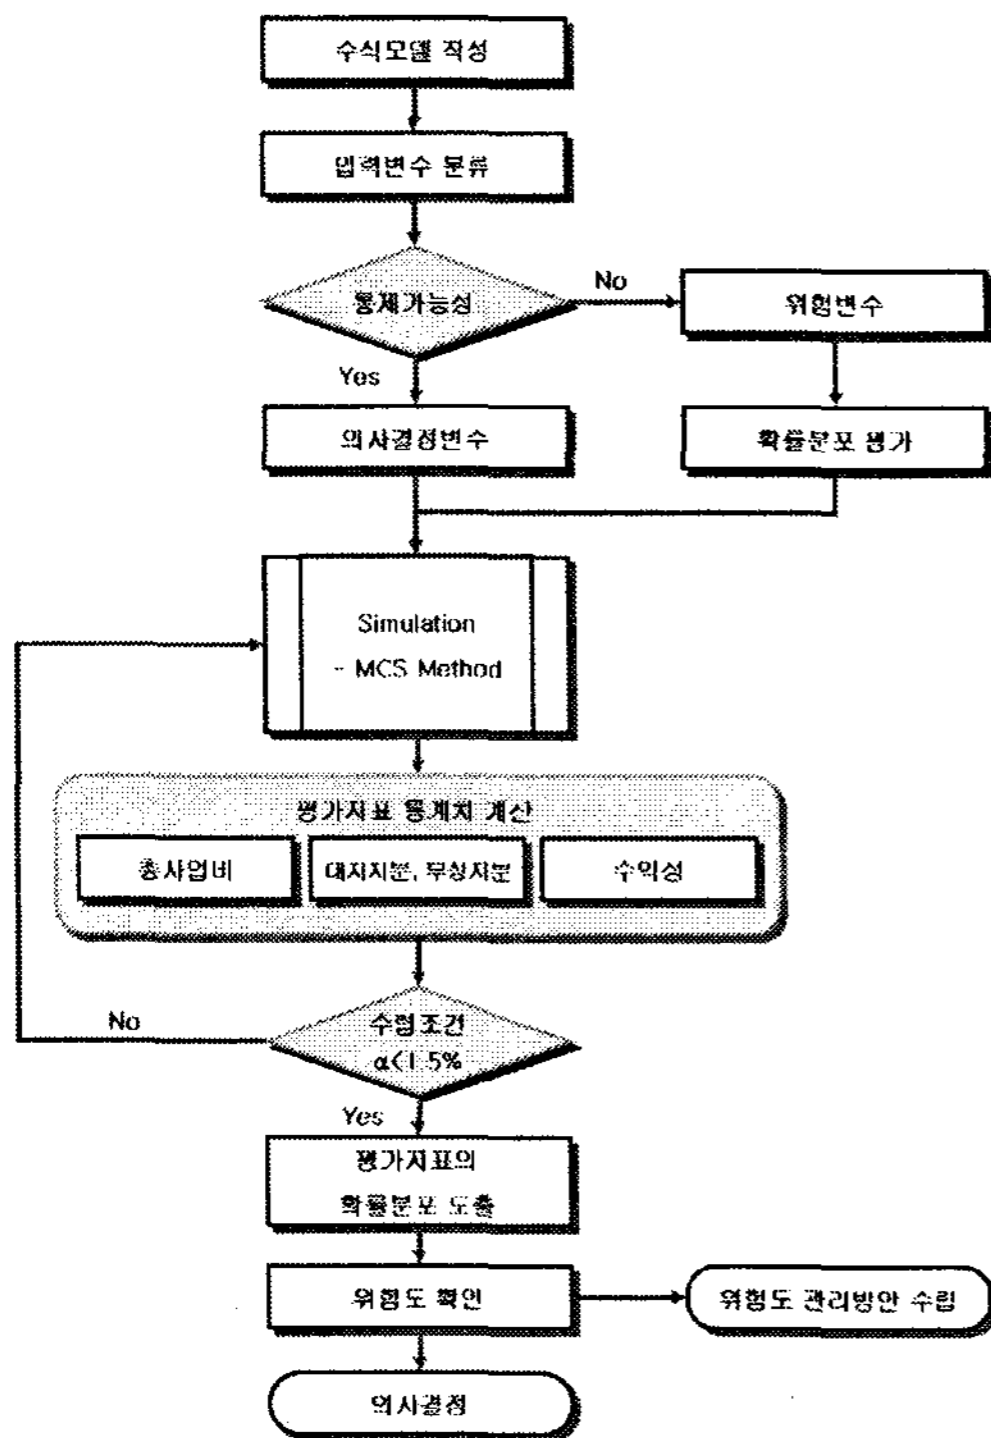 수식모델 작성
입력변수 분류
통제가능성
No
위험변수
Yes
의사결정변수
확률분포 평가
Simulation
- MCS Method
평가지표 통계치 계산
총사업비
대지지분, 무상지분
수익성
수렴조건
α<1.5%
No
Yes
평가지표의
확률분포 도출
위험도 확인
위험도 관리방안 수립
의사결정